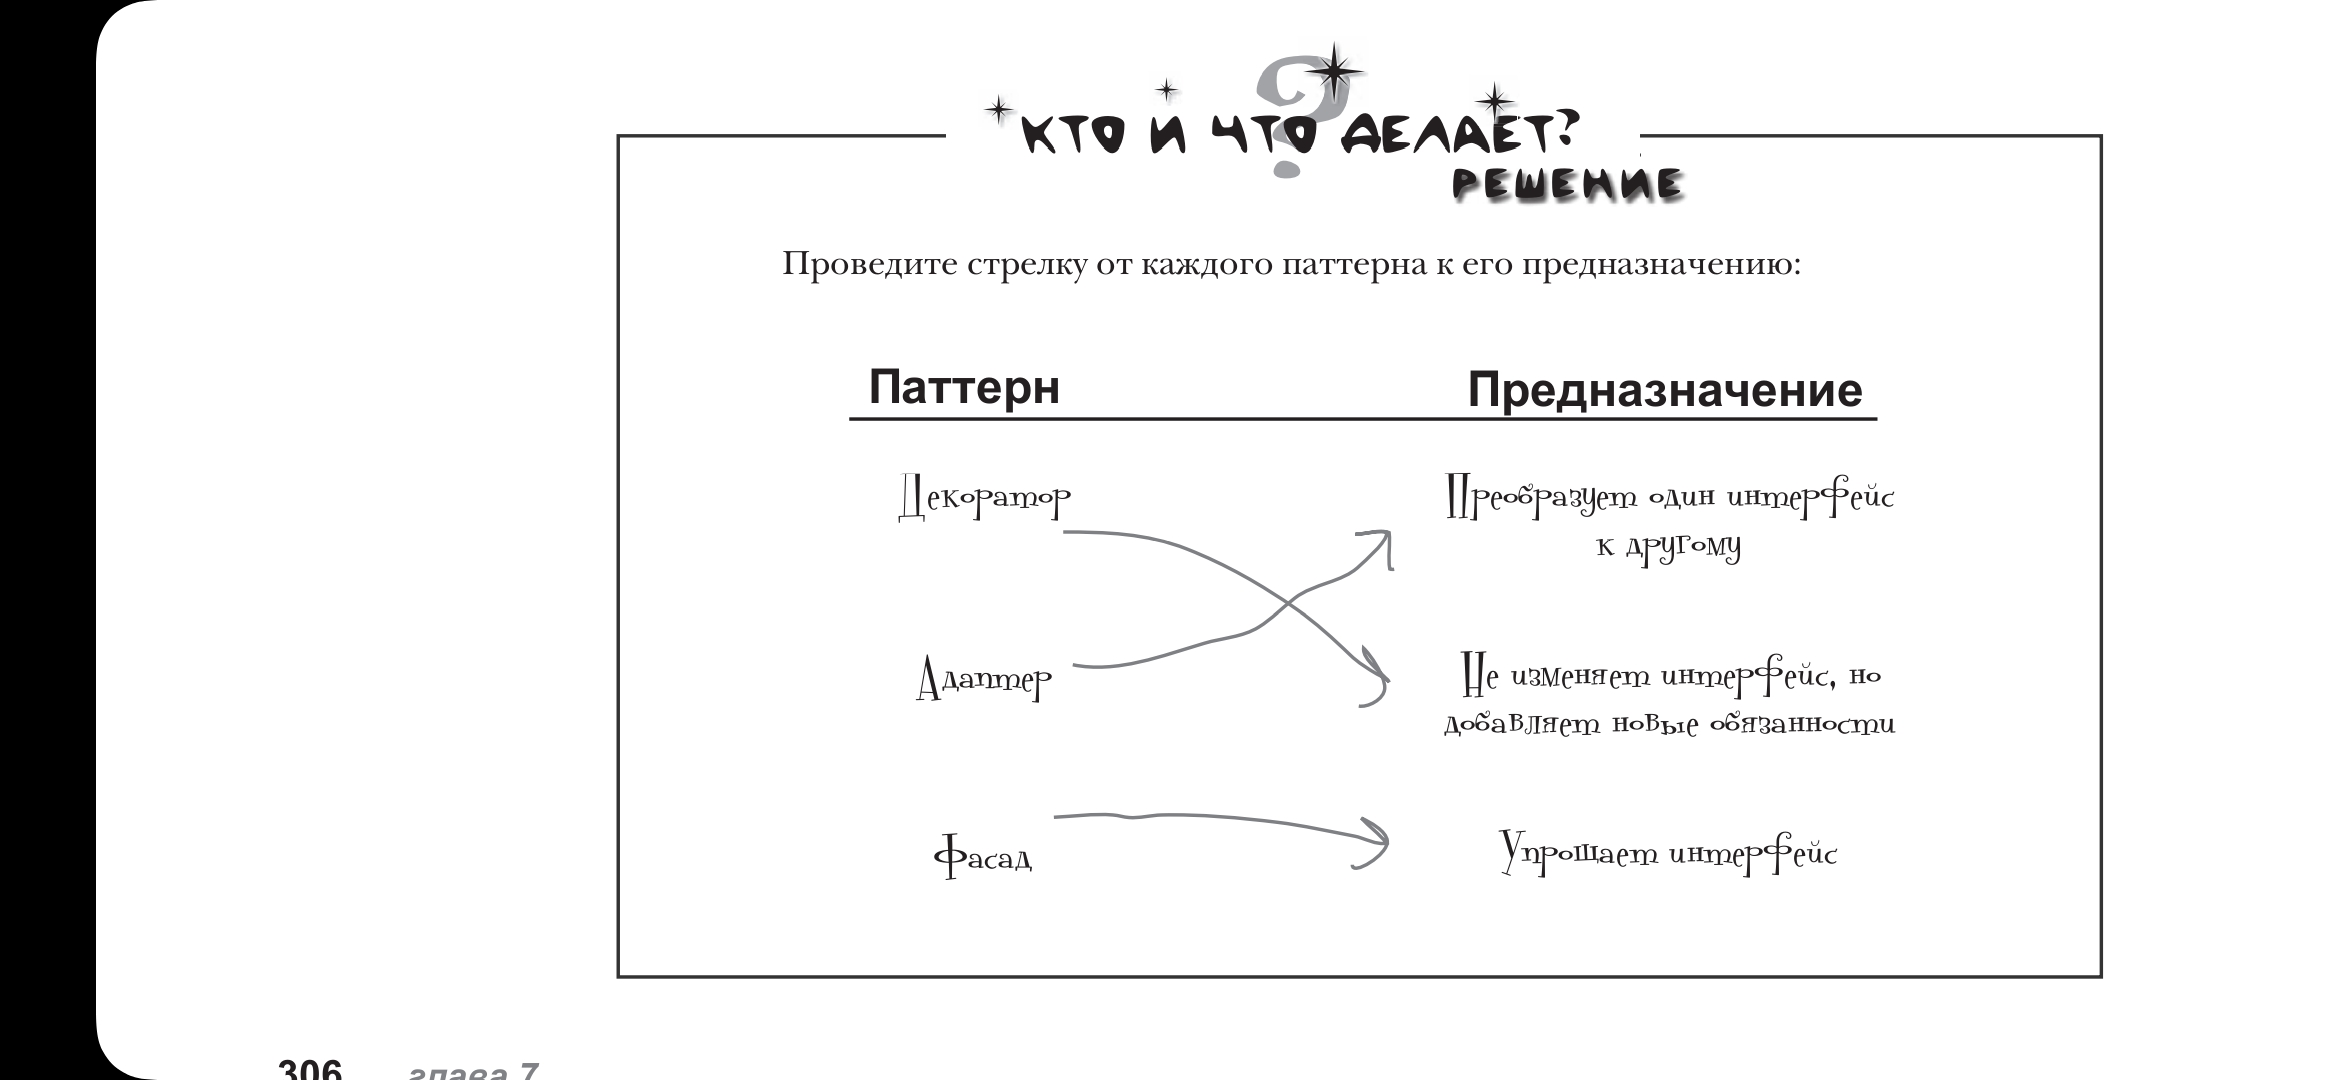 КТО И ЧТО ДЕЛАЕТ?
РЕШЕНИЕ
Проведите стрелку от каждого паттерна к его предназначению:
Паттерн
Предназначение
Декоратор
Преобразует один интерфейс
к другому
Адаптер
Не изменяет интерфейс, но
добавляет новые обязанности
Фасад
Упрощает интерфейс
306 глава 7